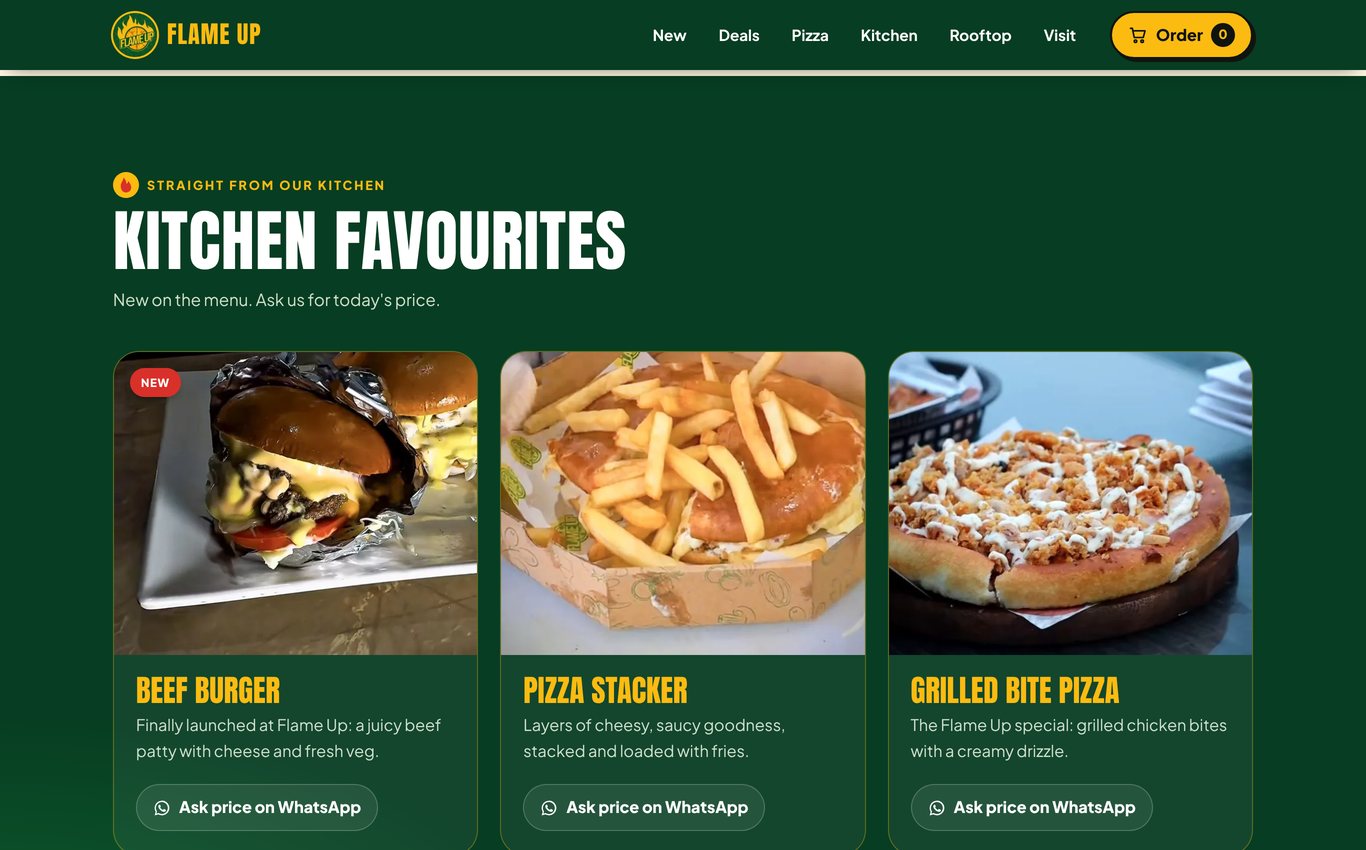 FLAME UP
FLAME UP
New
Deals
Pizza
Kitchen
Rooftop
Visit
Order 0
STRAIGHT FROM OUR KITCHEN
KITCHEN FAVOURITES
New on the menu. Ask us for today's price.
NEW
BEEF BURGER
Finally launched at Flame Up: a juicy beef
patty with cheese and fresh veg.
Ask price on WhatsApp
PIZZA STACKER
Layers of cheesy, saucy goodness,
stacked and loaded with fries.
Ask price on WhatsApp
GRILLED BITE PIZZA
The Flame Up special: grilled chicken bites
with a creamy drizzle.
Ask price on WhatsApp